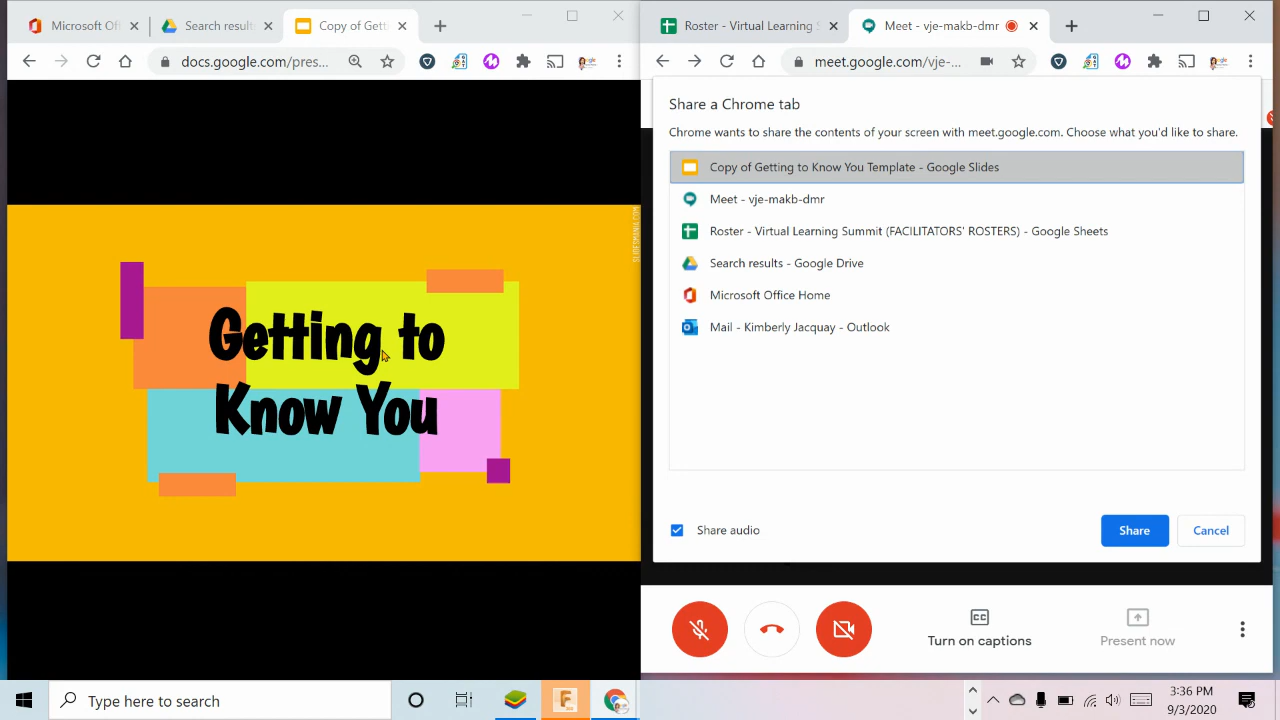 Microsoft Of
Search results
Copy of Getti
docs.google.com/pres...
SLIDESMANIA.COM
Getting to
Know You
Roster - Virtual Learning S
Meet - vje-makb-dmr
meet.google.com/vje-...
Share a Chrome tab
Chrome wants to share the contents of your screen with meet.google.com. Choose what you'd like to share.
Copy of Getting to Know You Template - Google Slides
Meet - vje-makb-dmr
Roster - Virtual Learning Summit (FACILITATORS' ROSTERS) - Google Sheets
Search results - Google Drive
Microsoft Office Home
Mail - Kimberly Jacquay - Outlook
Share audio
Share
Cancel
CC
Turn on captions
Present now
Type here to search
3:36 PM
9/3/2020